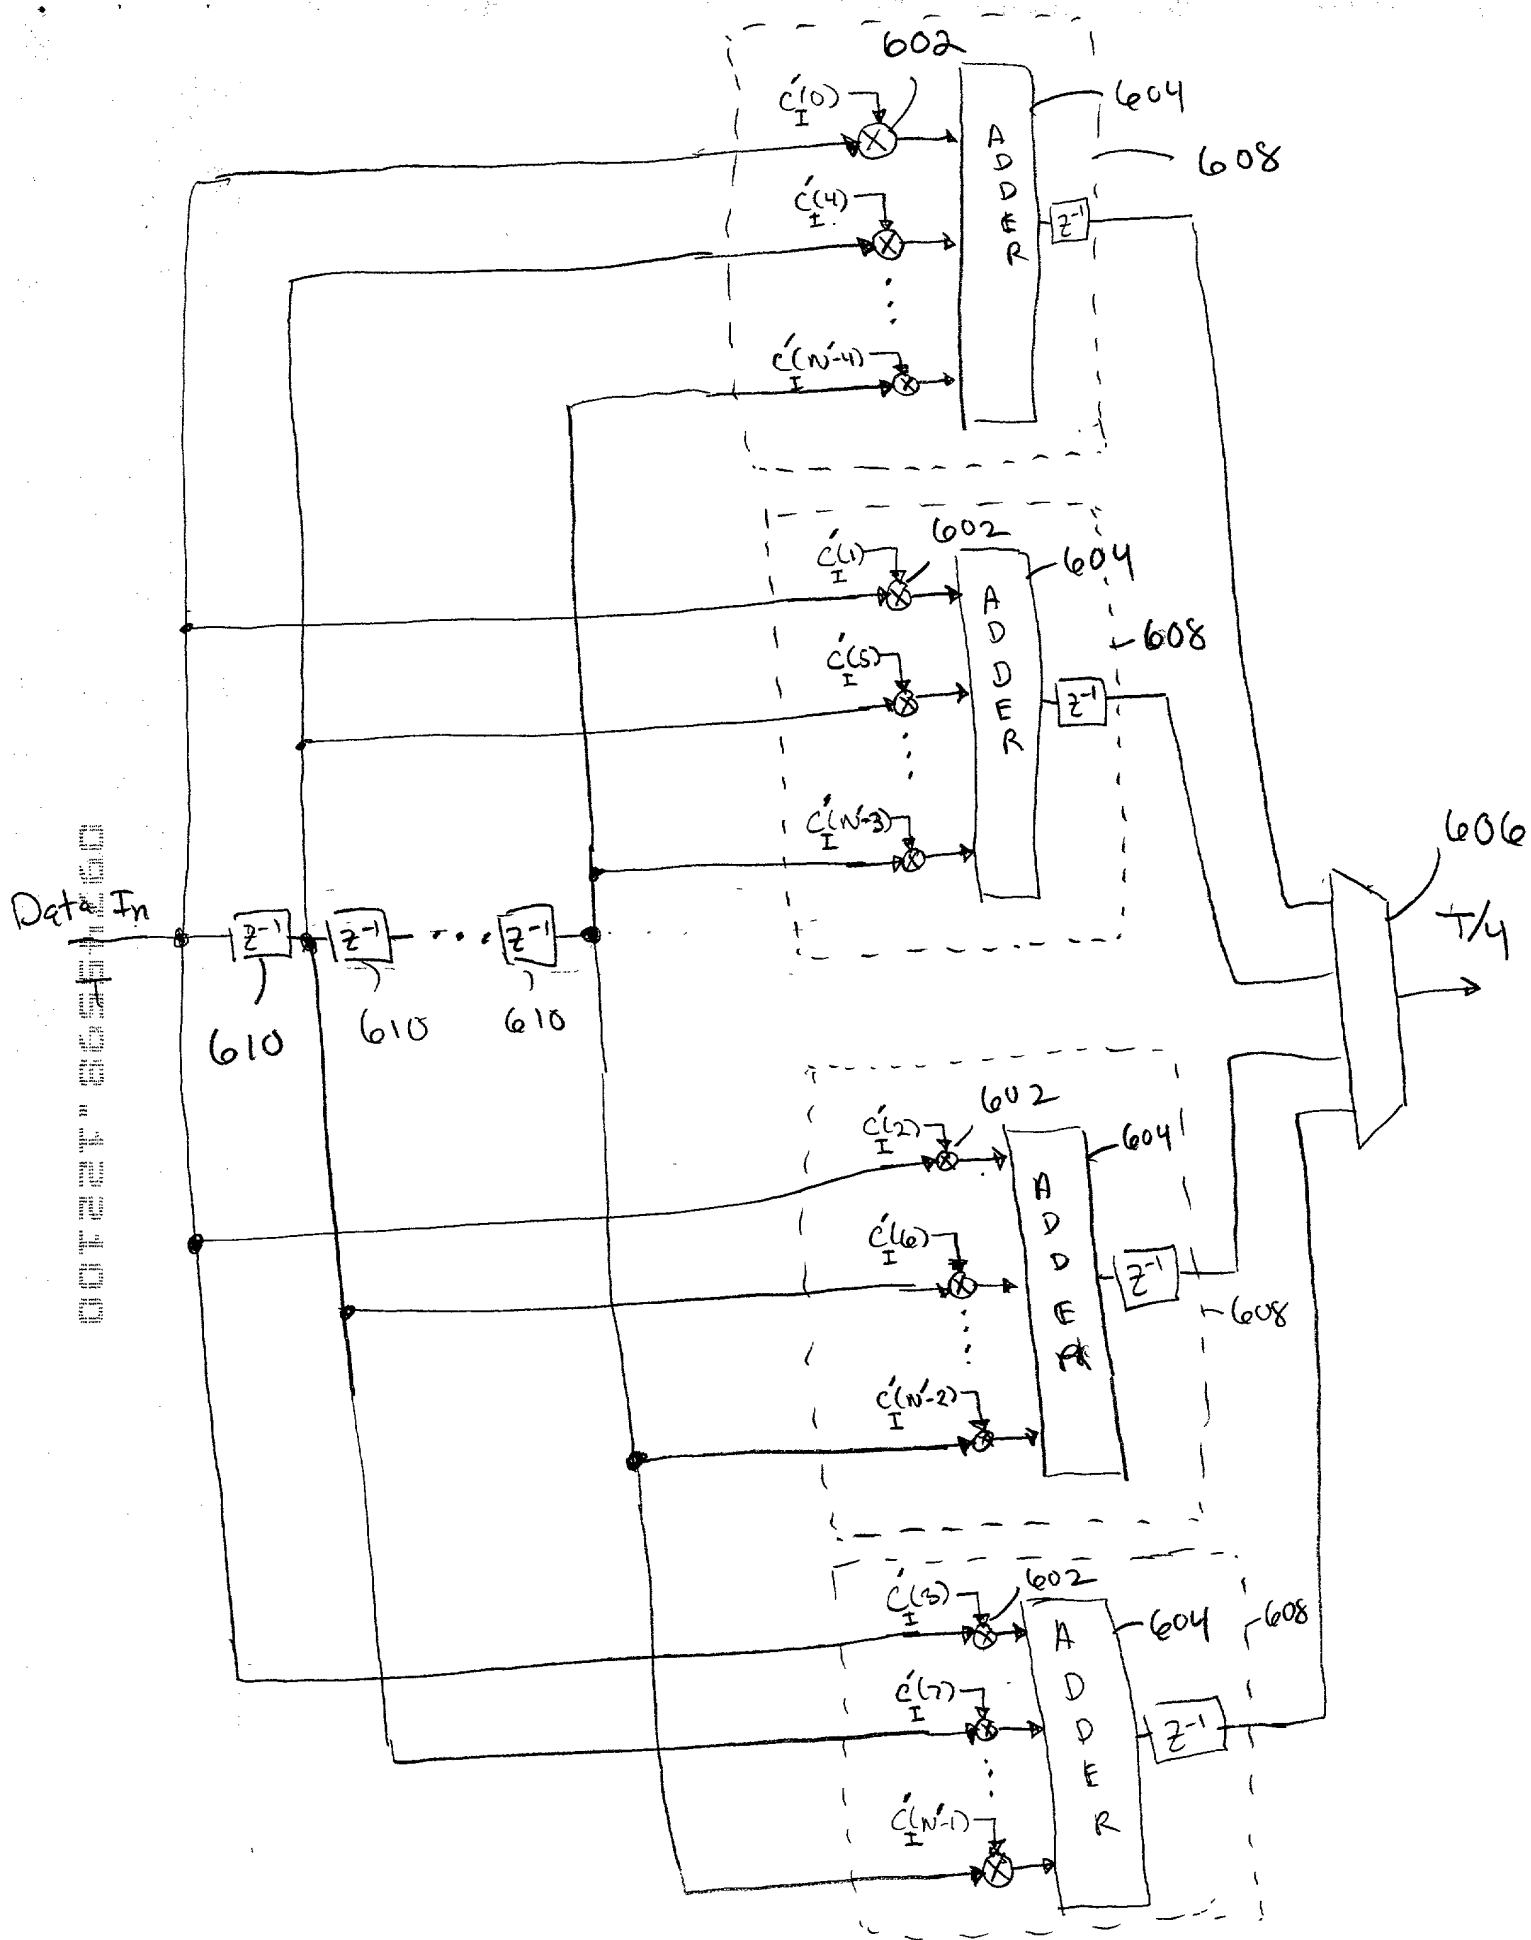 602
C'I(0)
604
ADDER
608
C'I(4)
Z⁻¹
C'I(N'-4)
602
C'I(1)
604
ADDER
608
C'I(5)
Z⁻¹
C'I(N'-3)
606
Data In
T/4
Z⁻¹
Z⁻¹
Z⁻¹
T
610
610
610
602
C'I(2)
604
ADDER
C'I(6)
Z⁻¹
608
C'I(N'-2)
602
C'I(3)
604
608
ADDER
C'I(7)
Z⁻¹
C'I(N'-1)